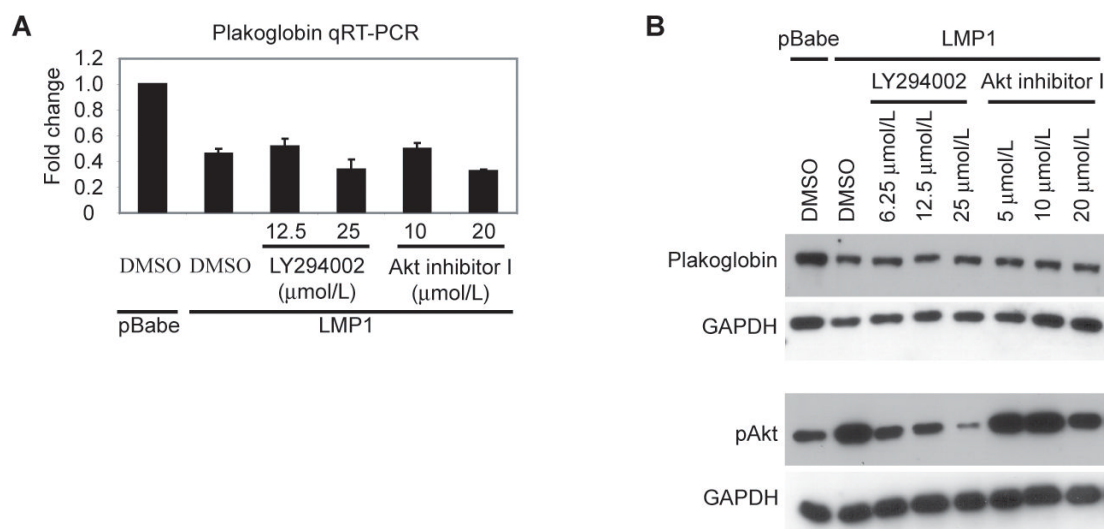 A
Plakoglobin qRT-PCR
Fold change
1.2
1.0
0.8
0.6
0.4
0.2
0
12.5 25 10 20
DMSO DMSO LY294002 Akt inhibitor I
(μmol/L) (μmol/L)
pBabe LMP1
B
pBabe LMP1
LY294002 Akt inhibitor I
DMSO
DMSO
6.25 μmol/L
12.5 μmol/L
25 μmol/L
5 μmol/L
10 μmol/L
20 μmol/L
Plakoglobin
GAPDH
pAkt
GAPDH